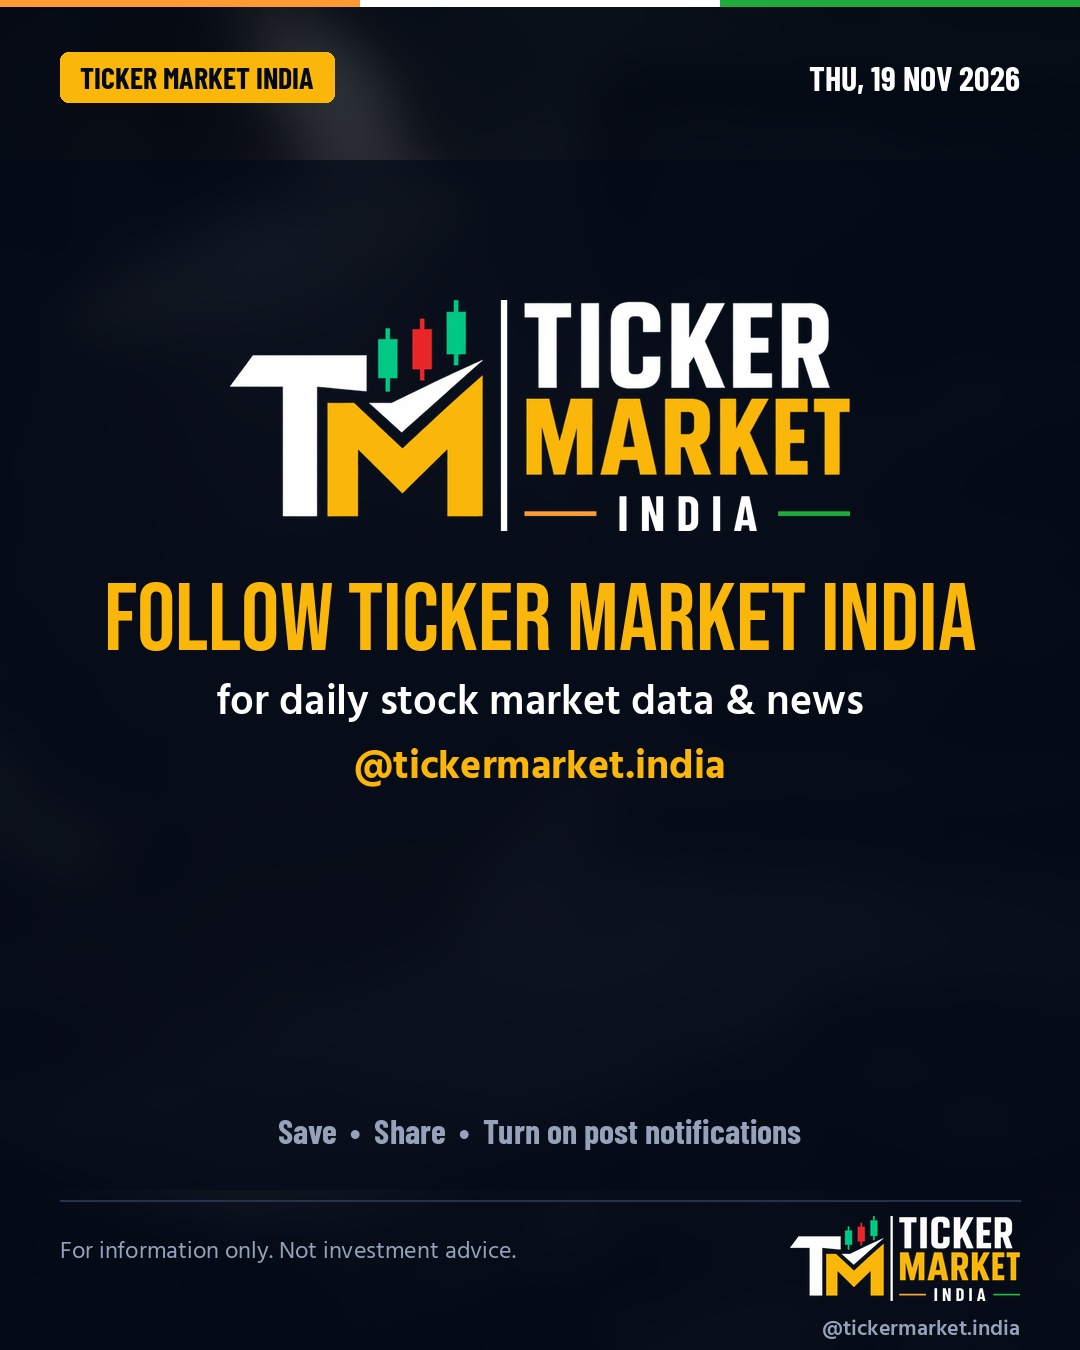 TICKER MARKET INDIA
THU, 19 NOV 2026
TM
TICKER
MARKET
INDIA
FOLLOW TICKER MARKET INDIA
for daily stock market data & news
@tickermarket.india
Save • Share • Turn on post notifications
For information only. Not investment advice.
TM
TICKER
MARKET
INDIA
@tickermarket.india